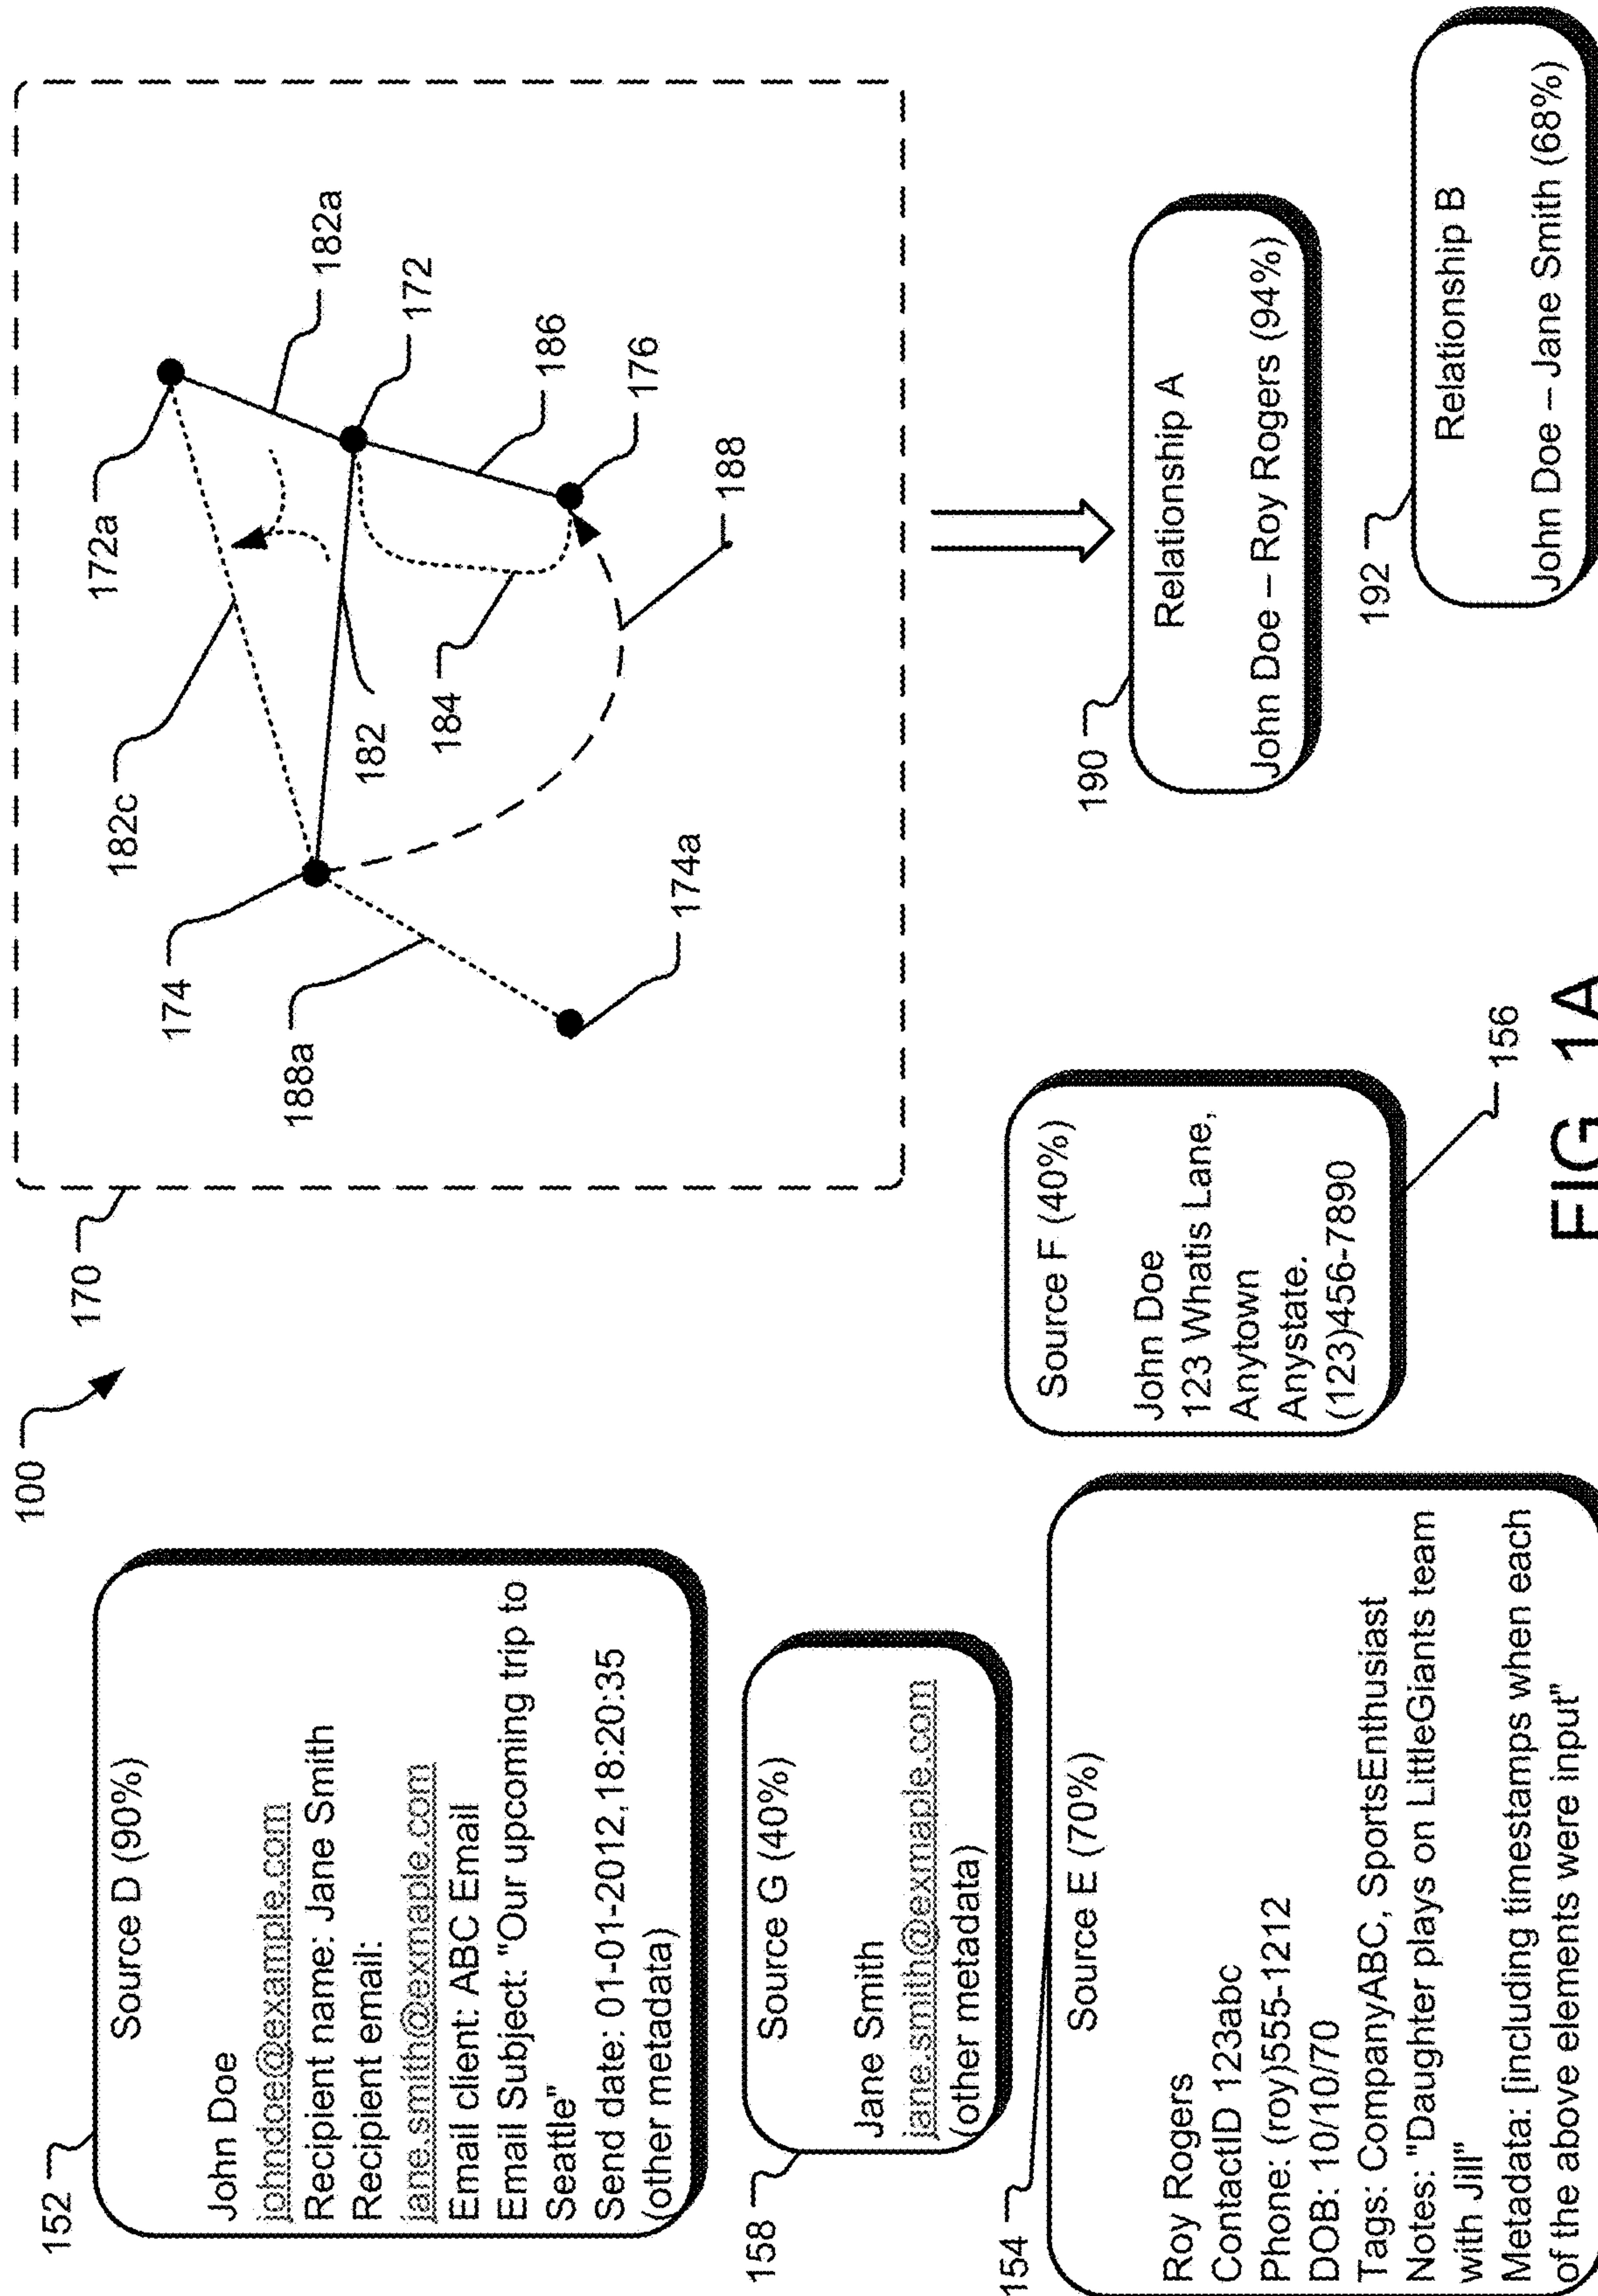 100
170
172a
182a
172
182c
174
182
186
184
176
188a
188
174a
152
Source D (90%)
John Doe
johndoe@example.com
Recipient name: Jane Smith
Recipient email:
jane.smith@exmaple.com
Email client: ABC Email
Email Subject: "Our upcoming trip to
Seattle"
Send date: 01-01-2012,18:20:35
(other metadata)
158
Source G (40%)
Jane Smith
jane.smith@exmaple.com
(other metadata)
154
Source E (70%)
Roy Rogers
ContactID 123abc
Phone: (roy)555-1212
DOB: 10/10/70
Tags: CompanyABC, SportsEnthusiast
Notes: "Daughter plays on LittleGiants team
with Jill"
Metadata: [including timestamps when each
of the above elements were input"
Source F (40%)
John Doe
123 Whatis Lane,
Anytown
Anystate.
(123)456-7890
156
190
Relationship A
John Doe – Roy Rogers (94%)
192
Relationship B
John Doe – Jane Smith (68%)
FIG 1A